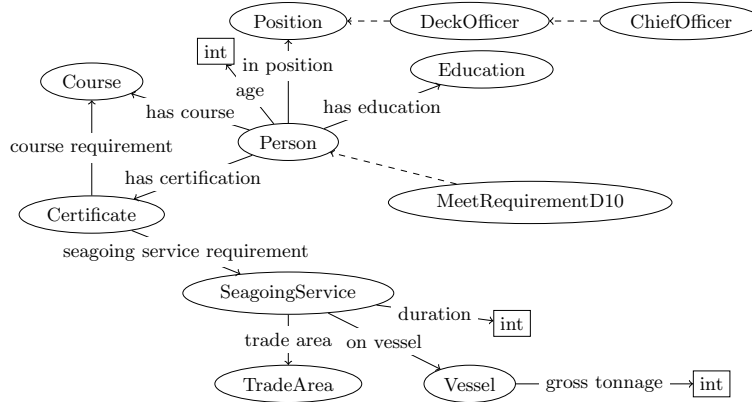 Position
DeckOfficer
ChiefOfficer
int
in position
Course
age
Education
has course
has education
course requirement
Person
has certification
Certificate
MeetRequirementD10
seagoing service requirement
SeagoingService
duration
int
trade area
on vessel
TradeArea
Vessel
gross tonnage
int